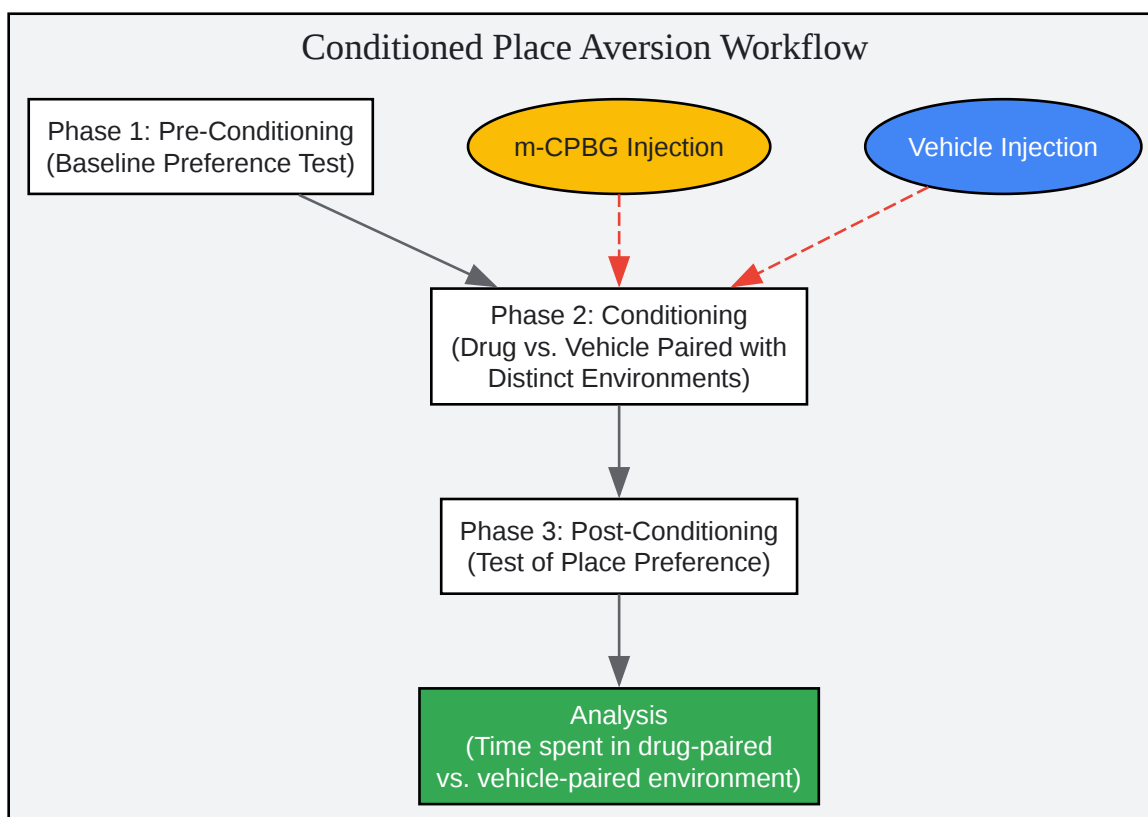 Conditioned Place Aversion Workflow
Phase 1: Pre-Conditioning
(Baseline Preference Test)
m-CPBG Injection
Vehicle Injection
Phase 2: Conditioning
(Drug vs. Vehicle Paired with
Distinct Environments)
Phase 3: Post-Conditioning
(Test of Place Preference)
Analysis
(Time spent in drug-paired
vs. vehicle-paired environment)